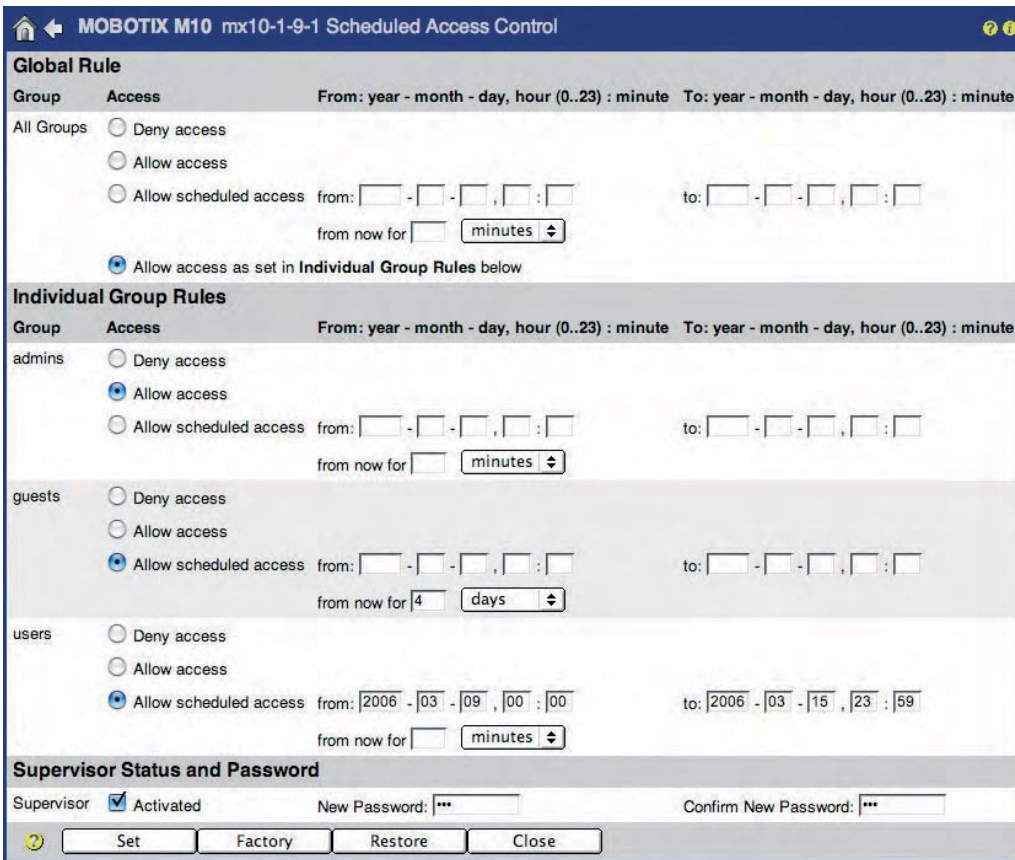 MOBOTIX M10 mx10-1-9-1 Scheduled Access Control ? i
Global Rule
Group Access From: year - month - day, hour (0..23) : minute To: year - month - day, hour (0..23) : minute
All Groups Deny access
Allow access
Allow scheduled access from: - - , : to: - - , :
from now for minutes
Allow access as set in Individual Group Rules below
Individual Group Rules
Group Access From: year - month - day, hour (0..23) : minute To: year - month - day, hour (0..23) : minute
admins Deny access
Allow access
Allow scheduled access from: - - , : to: - - , :
from now for minutes
guests Deny access
Allow access
Allow scheduled access from: - - , : to: - - , :
from now for 4 days
users Deny access
Allow access
Allow scheduled access from: 2006 - 03 - 09 , 00 : 00 to: 2006 - 03 - 15 , 23 : 59
from now for minutes
Supervisor Status and Password
Supervisor Activated New Password: ••• Confirm New Password: •••
? Set Factory Restore Close